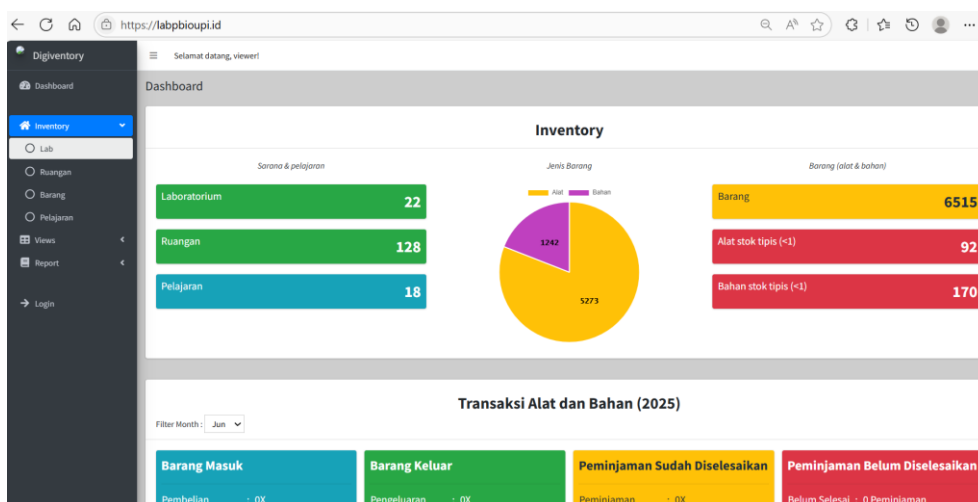 https://labpbioupi.id
Digiventory
Selamat datang, viewer!
Dashboard
Dashboard
Inventory
Lab
Ruangan
Barang
Pelajaran
Views
Report
Login
Inventory
Sarana & pelajaran
Laboratorium
22
Ruangan
128
Pelajaran
18
Jenis Barang
Alat
Bahan
1242
5273
Barang (alat & bahan)
Barang
6515
Alat stok tipis (<1)
92
Bahan stok tipis (<1)
170
Transaksi Alat dan Bahan (2025)
Filter Month : Jun
Barang Masuk
Pembelian : 0X
Barang Keluar
Pengeluaran : 0X
Peminjaman Sudah Diselesaikan
Peminjaman : 0X
Peminjaman Belum Diselesaikan
Belum Selesai : 0 Peminjaman